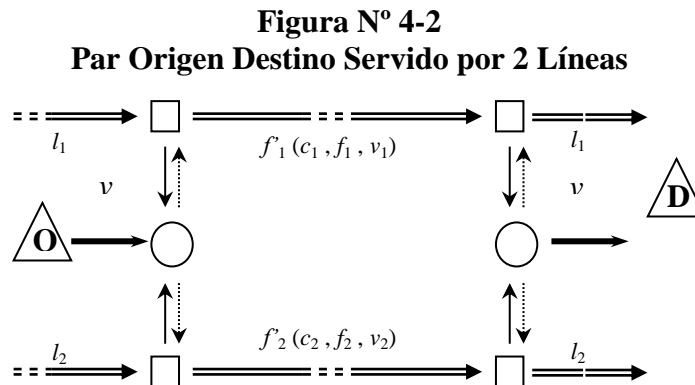 Figura Nº 4-2
Par Origen Destino Servido por 2 Líneas
l1 f'1 (c1 , f1 , v1) l1
v v
O D
l2 f'2 (c2 , f2 , v2) l2